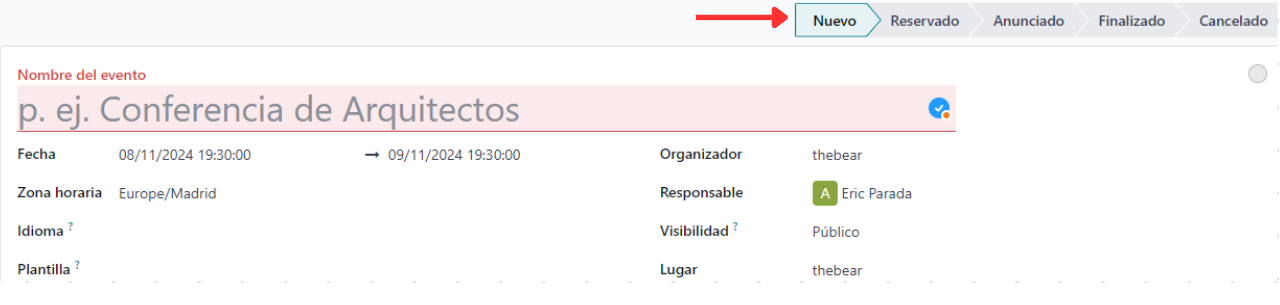 Nuevo Reservado Anunciado Finalizado Cancelado
Nombre del evento
p. ej. Conferencia de Arquitectos
Fecha 08/11/2024 19:30:00 → 09/11/2024 19:30:00 Organizador thebear
Zona horaria Europe/Madrid Responsable A Eric Parada
Idioma ? Visibilidad ? Público
Plantilla ? Lugar thebear